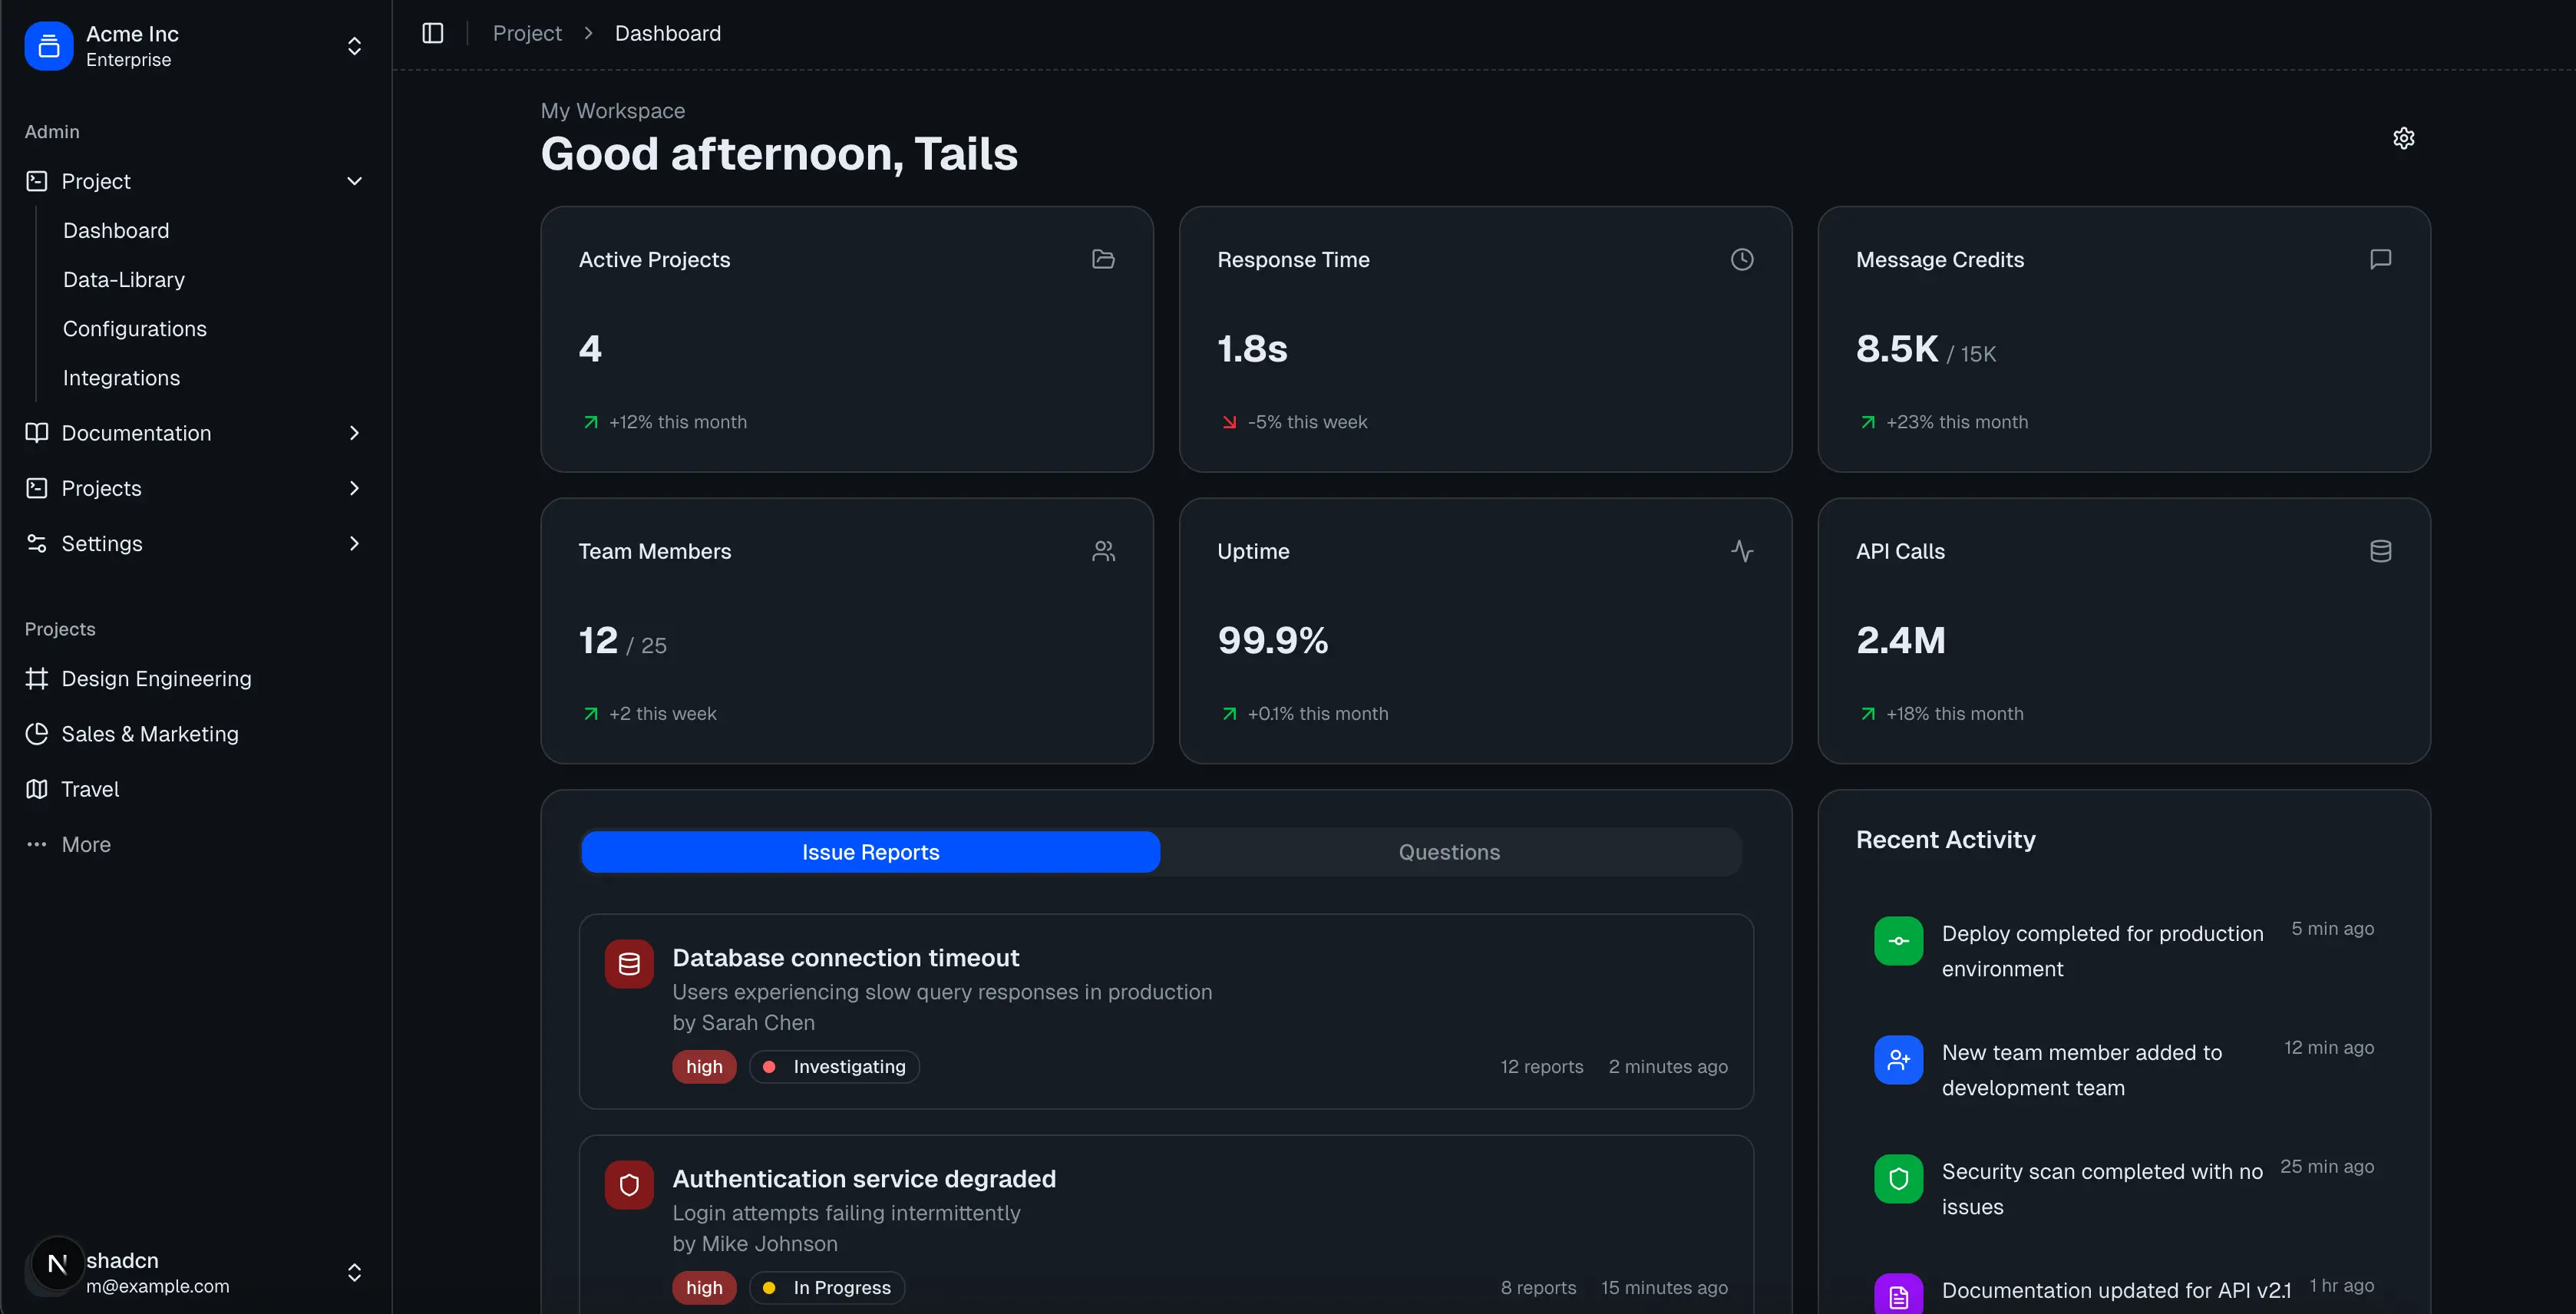 Acme Inc
Enterprise
Admin
Project
Dashboard
Data-Library
Configurations
Integrations
Documentation
Projects
Settings
Projects
Design Engineering
Sales & Marketing
Travel
More
N
shadcn
m@example.com
Project
Dashboard
My Workspace
Good afternoon, Tails
Active Projects
4
+12% this month
Response Time
1.8s
-5% this week
Message Credits
8.5K / 15K
+23% this month
Team Members
12 / 25
+2 this week
Uptime
99.9%
+0.1% this month
API Calls
2.4M
+18% this month
Issue Reports
Questions
Database connection timeout
Users experiencing slow query responses in production
by Sarah Chen
high
Investigating
12 reports
2 minutes ago
Authentication service degraded
Login attempts failing intermittently
by Mike Johnson
high
In Progress
8 reports
15 minutes ago
Recent Activity
Deploy completed for production
environment
5 min ago
New team member added to
development team
12 min ago
Security scan completed with no
issues
25 min ago
Documentation updated for API v2.1
1 hr ago